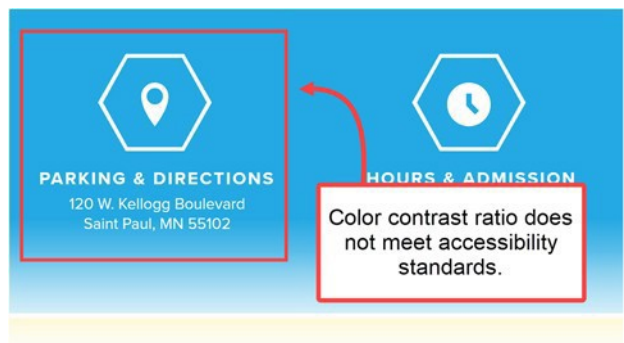 PARKING & DIRECTIONS
120 W. Kellogg Boulevard
Saint Paul, MN 55102
HOURS & ADMISSION
Color contrast ratio does
not meet accessibility
standards.